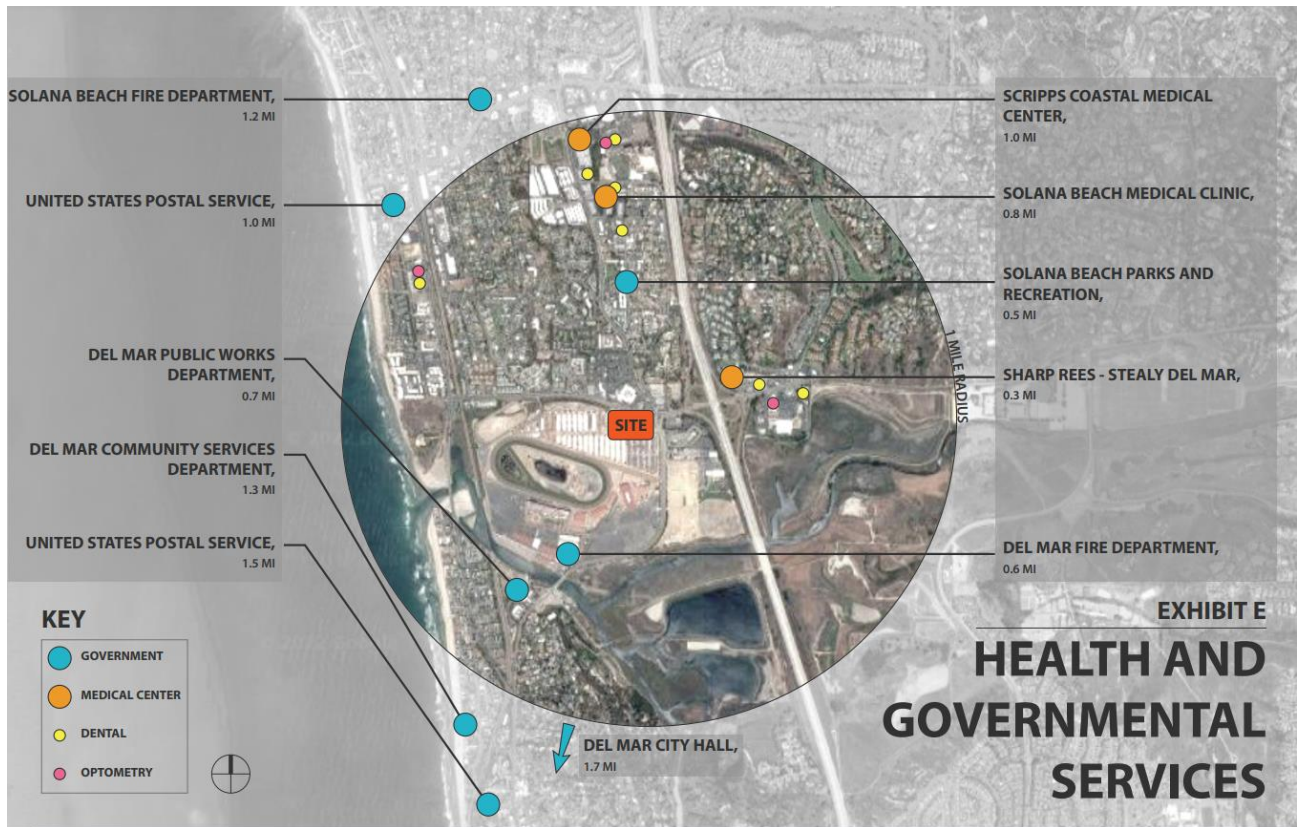 SOLANA BEACH FIRE DEPARTMENT,
1.2 MI
UNITED STATES POSTAL SERVICE,
1.0 MI
DEL MAR PUBLIC WORKS
DEPARTMENT,
0.7 MI
DEL MAR COMMUNITY SERVICES
DEPARTMENT,
1.3 MI
UNITED STATES POSTAL SERVICE,
1.5 MI
KEY
GOVERNMENT
MEDICAL CENTER
DENTAL
OPTOMETRY
SITE
1 MILE RADIUS
DEL MAR CITY HALL,
1.7 MI
SCRIPPS COASTAL MEDICAL
CENTER,
1.0 MI
SOLANA BEACH MEDICAL CLINIC,
0.8 MI
SOLANA BEACH PARKS AND
RECREATION,
0.5 MI
SHARP REES - STEALY DEL MAR,
0.3 MI
DEL MAR FIRE DEPARTMENT,
0.6 MI
EXHIBIT E
HEALTH AND
GOVERNMENTAL
SERVICES